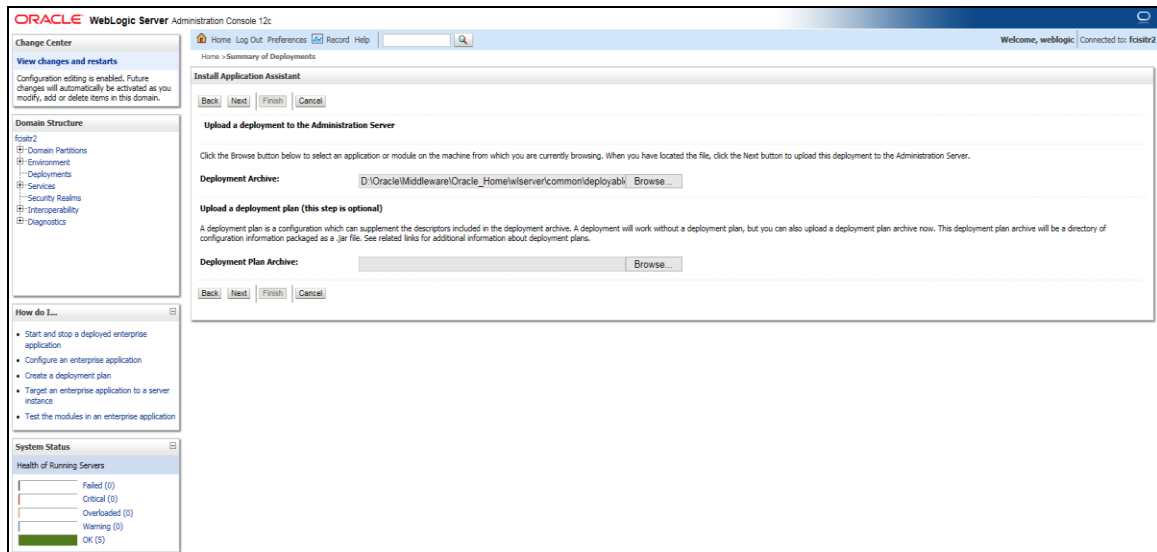 ORACLE WebLogic Server Administration Console 12c
Change Center
View changes and restarts
Configuration editing is enabled. Future
changes will automatically be activated as you
modify, add or delete items in this domain.
Domain Structure
fcisitr2
Domain Partitions
Environment
Deployments
Services
Security Realms
Interoperability
Diagnostics
How do I...
Start and stop a deployed enterprise
application
Configure an enterprise application
Create a deployment plan
Target an enterprise application to a server
instance
Test the modules in an enterprise application
System Status
Health of Running Servers
Failed (0)
Critical (0)
Overloaded (0)
Warning (0)
OK (5)
Home Log Out Preferences Record Help
Welcome, weblogic Connected to: fcisitr2
Home >Summary of Deployments
Install Application Assistant
Back Next Finish Cancel
Upload a deployment to the Administration Server
Click the Browse button below to select an application or module on the machine from which you are currently browsing. When you have located the file, click the Next button to upload this deployment to the Administration Server.
Deployment Archive: D:\Oracle\Middleware\Oracle_Home\wlserver\common\deployabl Browse...
Upload a deployment plan (this step is optional)
A deployment plan is a configuration which can supplement the descriptors included in the deployment archive. A deployment will work without a deployment plan, but you can also upload a deployment plan archive now. This deployment plan archive will be a directory of
configuration information packaged as a .jar file. See related links for additional information about deployment plans.
Deployment Plan Archive: Browse...
Back Next Finish Cancel